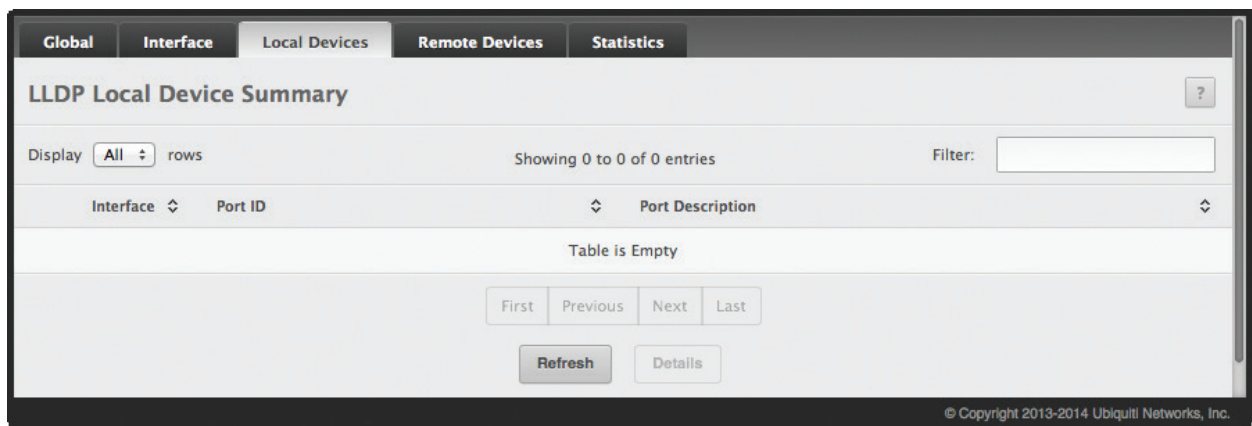 Global Interface Local Devices Remote Devices Statistics
LLDP Local Device Summary ?
Display All rows Showing 0 to 0 of 0 entries Filter:
Interface Port ID Port Description
Table is Empty
First Previous Next Last
Refresh Details
© Copyright 2013-2014 Ubiquiti Networks, Inc.